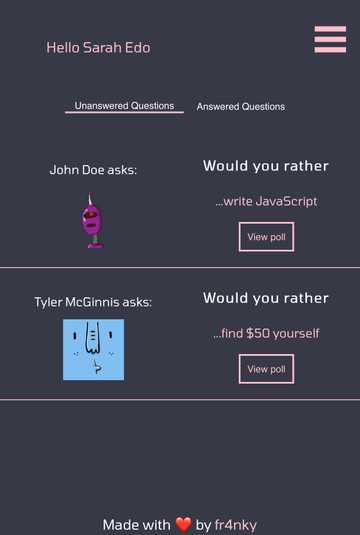 Hello Sarah Edo
Unanswered Questions
Answered Questions
John Doe asks:
Would you rather
...write JavaScript
View poll
Tyler McGinnis asks:
Would you rather
...find $50 yourself
View poll
Made with ❤️ by fr4nky